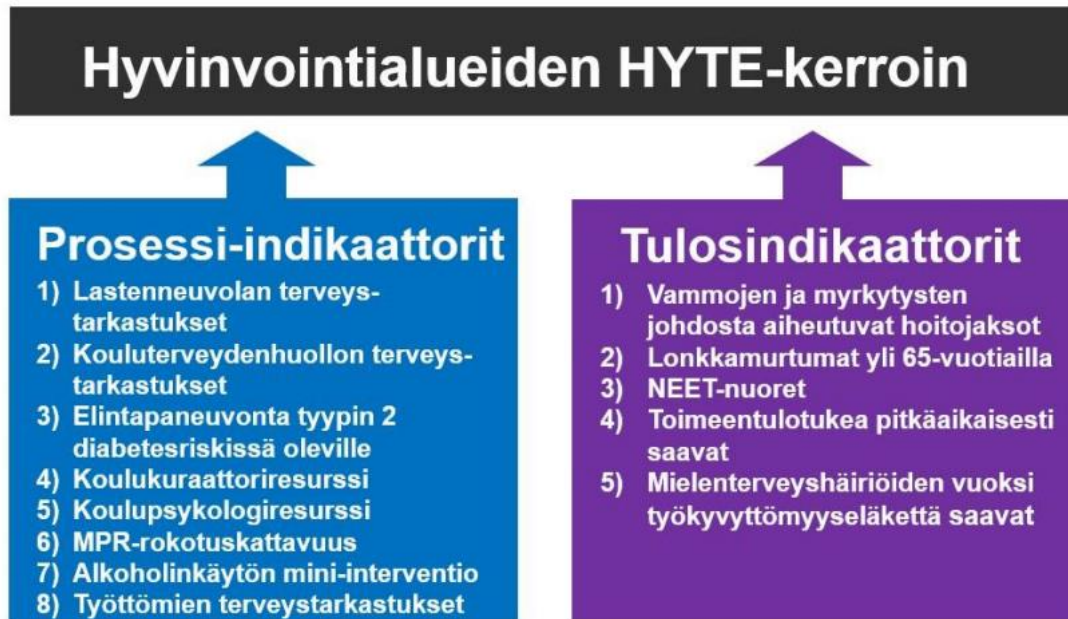 Hyvinvointialueiden HYTE-kerroin
Prosessi-indikaattorit
1) Lastenneuvolan terveys-
tarkastukset
2) Kouluterveydenhuollon terveys-
tarkastukset
3) Elintapaneuvonta tyypin 2
diabetesriskissä oleville
4) Koulukuraattoriresurssi
5) Koulupsykologiresurssi
6) MPR-rokotuskattavuus
7) Alkoholinkäytön mini-interventio
8) Työttömien terveystarkastukset
Tulosindikaattorit
1) Vammojen ja myrkytysten
johdosta aiheutuvat hoitojaksot
2) Lonkkamurtumat yli 65-vuotiailla
3) NEET-nuoret
4) Toimeentulotukea pitkäaikaisesti
saavat
5) Mielenterveyshäiriöiden vuoksi
työkyvyttömyyseläkettä saavat